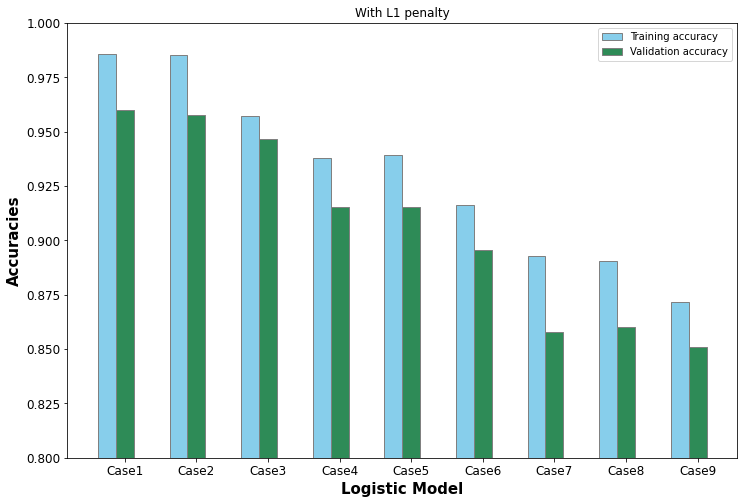 With L1 penalty
1.000
0.975
0.950
0.925
0.900
0.875
0.850
0.825
0.800
Accuracies
Training accuracy
Validation accuracy
Case1 Case2 Case3 Case4 Case5 Case6 Case7 Case8 Case9
Logistic Model